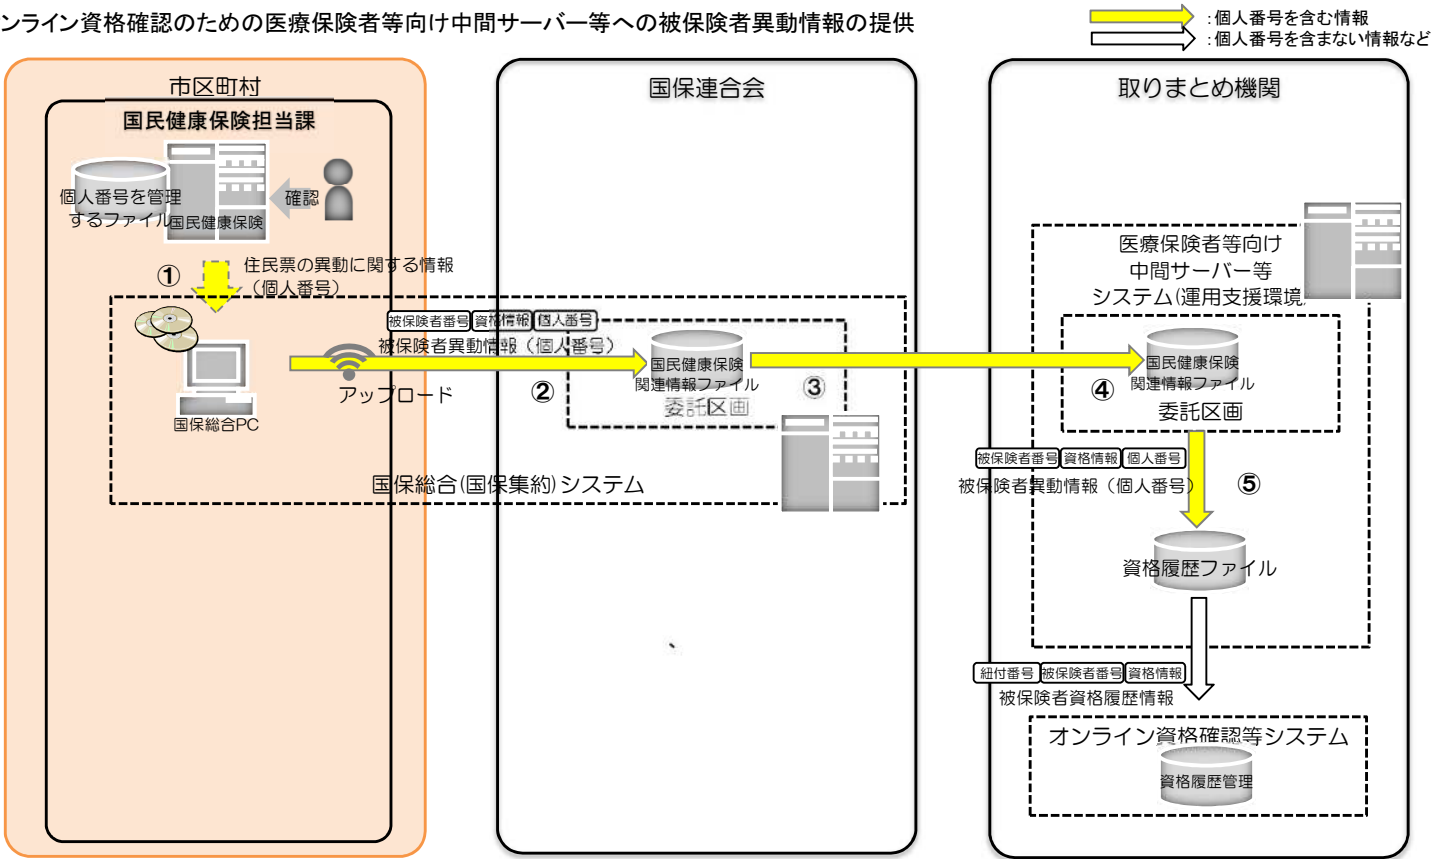 ンライン資格確認のための医療保険者等向け中間サーバー等への被保険者異動情報の提供
:個人番号を含む情報
:個人番号を含まない情報など
市区町村
国民健康保険担当課
個人番号を管理
するファイル
国民健康保険
確認
①
住民票の異動に関する情報
(個人番号)
国保総合PC
被保険者番号 資格情報 個人番号
被保険者異動情報(個人番号)
アップロード
②
国保連合会
国民健康保険
関連情報ファイル
委託区画
③
国保総合(国保集約)システム
取りまとめ機関
医療保険者等向け
中間サーバー等
システム(運用支援環境
国民健康保険
関連情報ファイル
④
委託区画
被保険者番号 資格情報 個人番号
被保険者異動情報(個人番号)
⑤
資格履歴ファイル
紐付番号 被保険者番号 資格情報
被保険者資格履歴情報
オンライン資格確認等システム
資格履歴管理